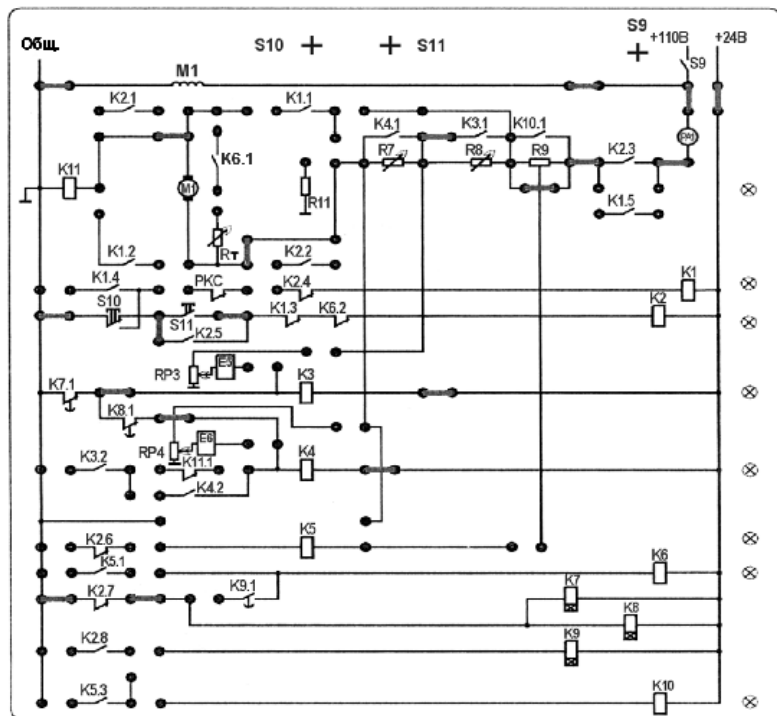 S9
Общ. S10 S11 +110В +24В
S9
M1
K2.1 K1.1
K4.1 K3.1 K10.1
PA1
K6.1
R7 R8 R9 K2.3
K11 M1
R11
K1.5
Rт
K1.2 K2.2
K1.4 РКС K2.4 K1
S10 S11 K1.3 K6.2 K2
K2.5
RP3 E5
K7.1 K3
K8.1
RP4 E6
K4
K3.2 K11.1
K4.2
K2.6 K5
K5.1 K6
K2.7 K9.1 K7
K8
K2.8 K9
K5.3 K10